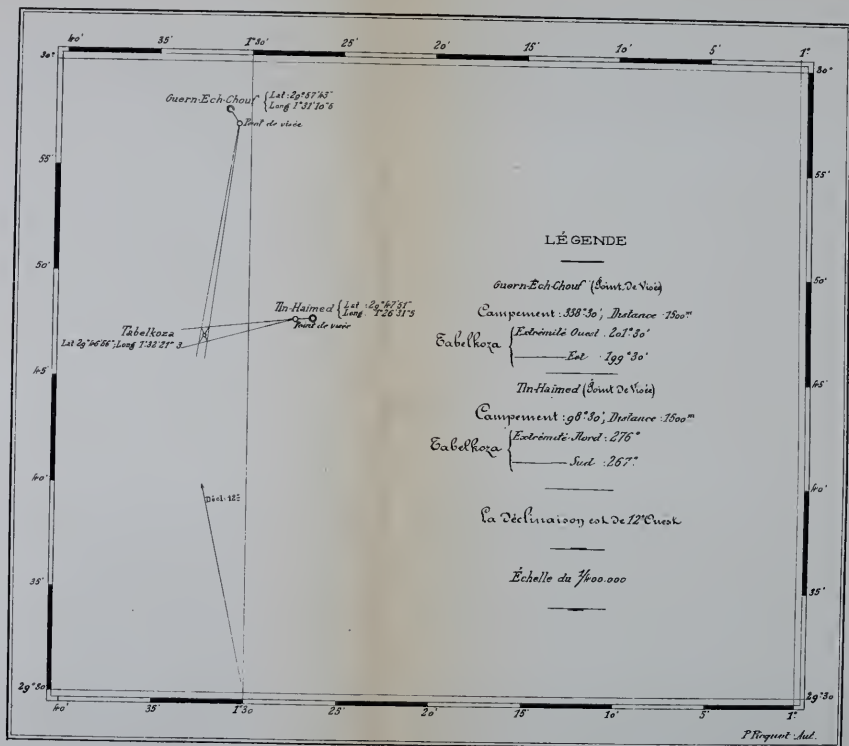 40' 35' 1°30' 25' 20' 15' 10' 5' 1°
30° 30°
Guern-Ech-Chouf { Lat : 29°57'43"
Long 1°31'10"5
Point de visée
55' 55'
LÉGENDE
50' 50'
Guern-Ech-Chouf (Point De Visée)
Tin-Haïmed { Lat : 29°47'51"
Long. 1°26'31"5
Point de visée
Campement : 338°30', Distance : 1500m
Tabelkoza { Extrémité Ouest : 201°30'
Est : 199°30'
Tabelkoza
Lat 29°46'56"; Long 1°32'21" 3
45' 45'
Tin-Haïmed (Point De Visée)
Campement : 98°30', Distance : 1500m
Tabelkoza { Extrémité Nord : 276°
Sud : 267°
40' 40'
Décl : 12°
La Déclinaison est De 12° Ouest
Échelle du 1/400.000
35' 35'
29°30' 29°30
40' 35' 1°30 25' 20' 15' 10' 5' 1°